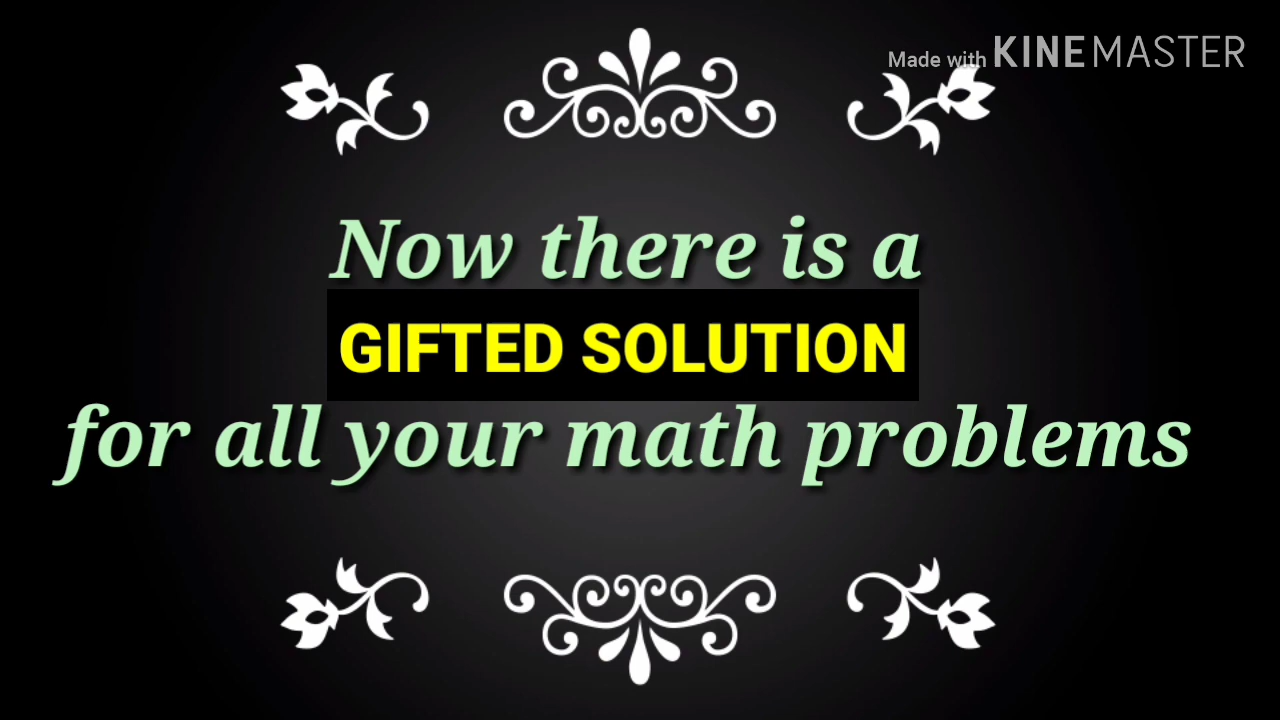 Made with KINEMASTER
Now there is a
GIFTED SOLUTION
for all your math problems